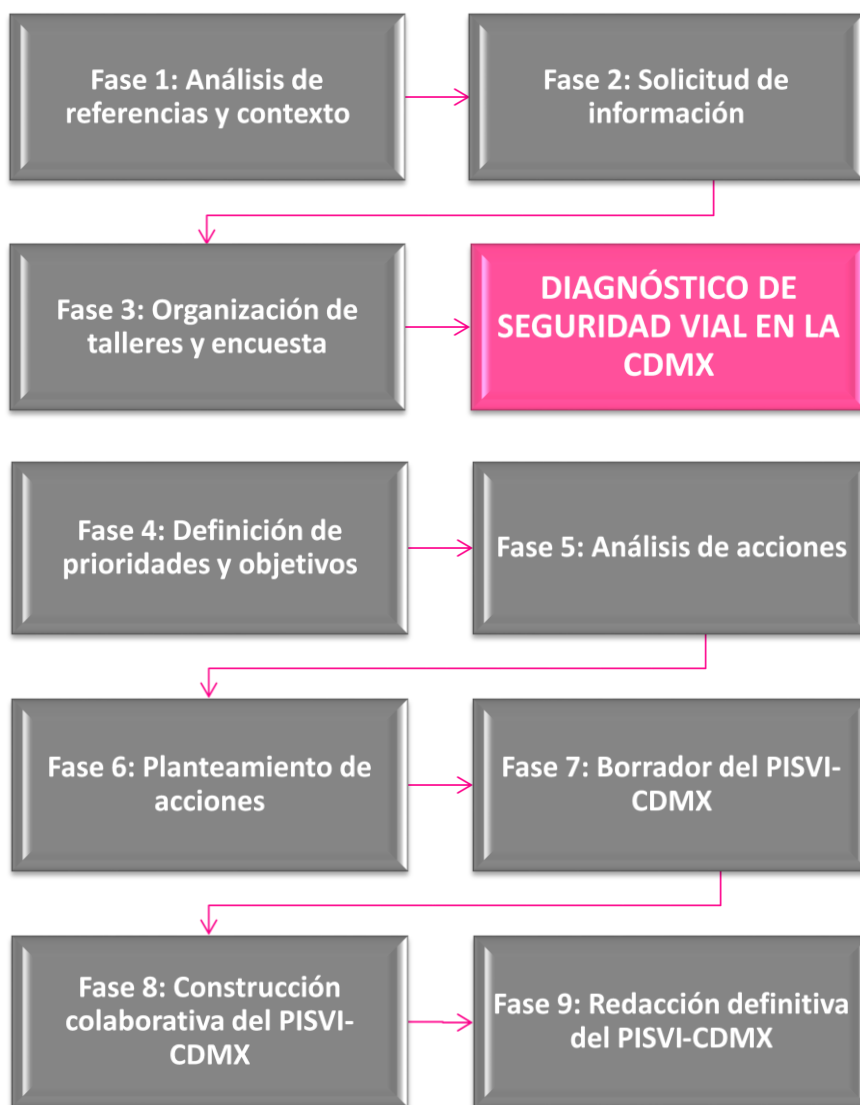 Fase 1: Análisis de
referencias y contexto
Fase 2: Solicitud de
información
Fase 3: Organización de
talleres y encuesta
DIAGNÓSTICO DE
SEGURIDAD VIAL EN LA
CDMX
Fase 4: Definición de
prioridades y objetivos
Fase 5: Análisis de acciones
Fase 6: Planteamiento de
acciones
Fase 7: Borrador del PISVI-
CDMX
Fase 8: Construcción
colaborativa del PISVI-
CDMX
Fase 9: Redacción definitiva
del PISVI-CDMX